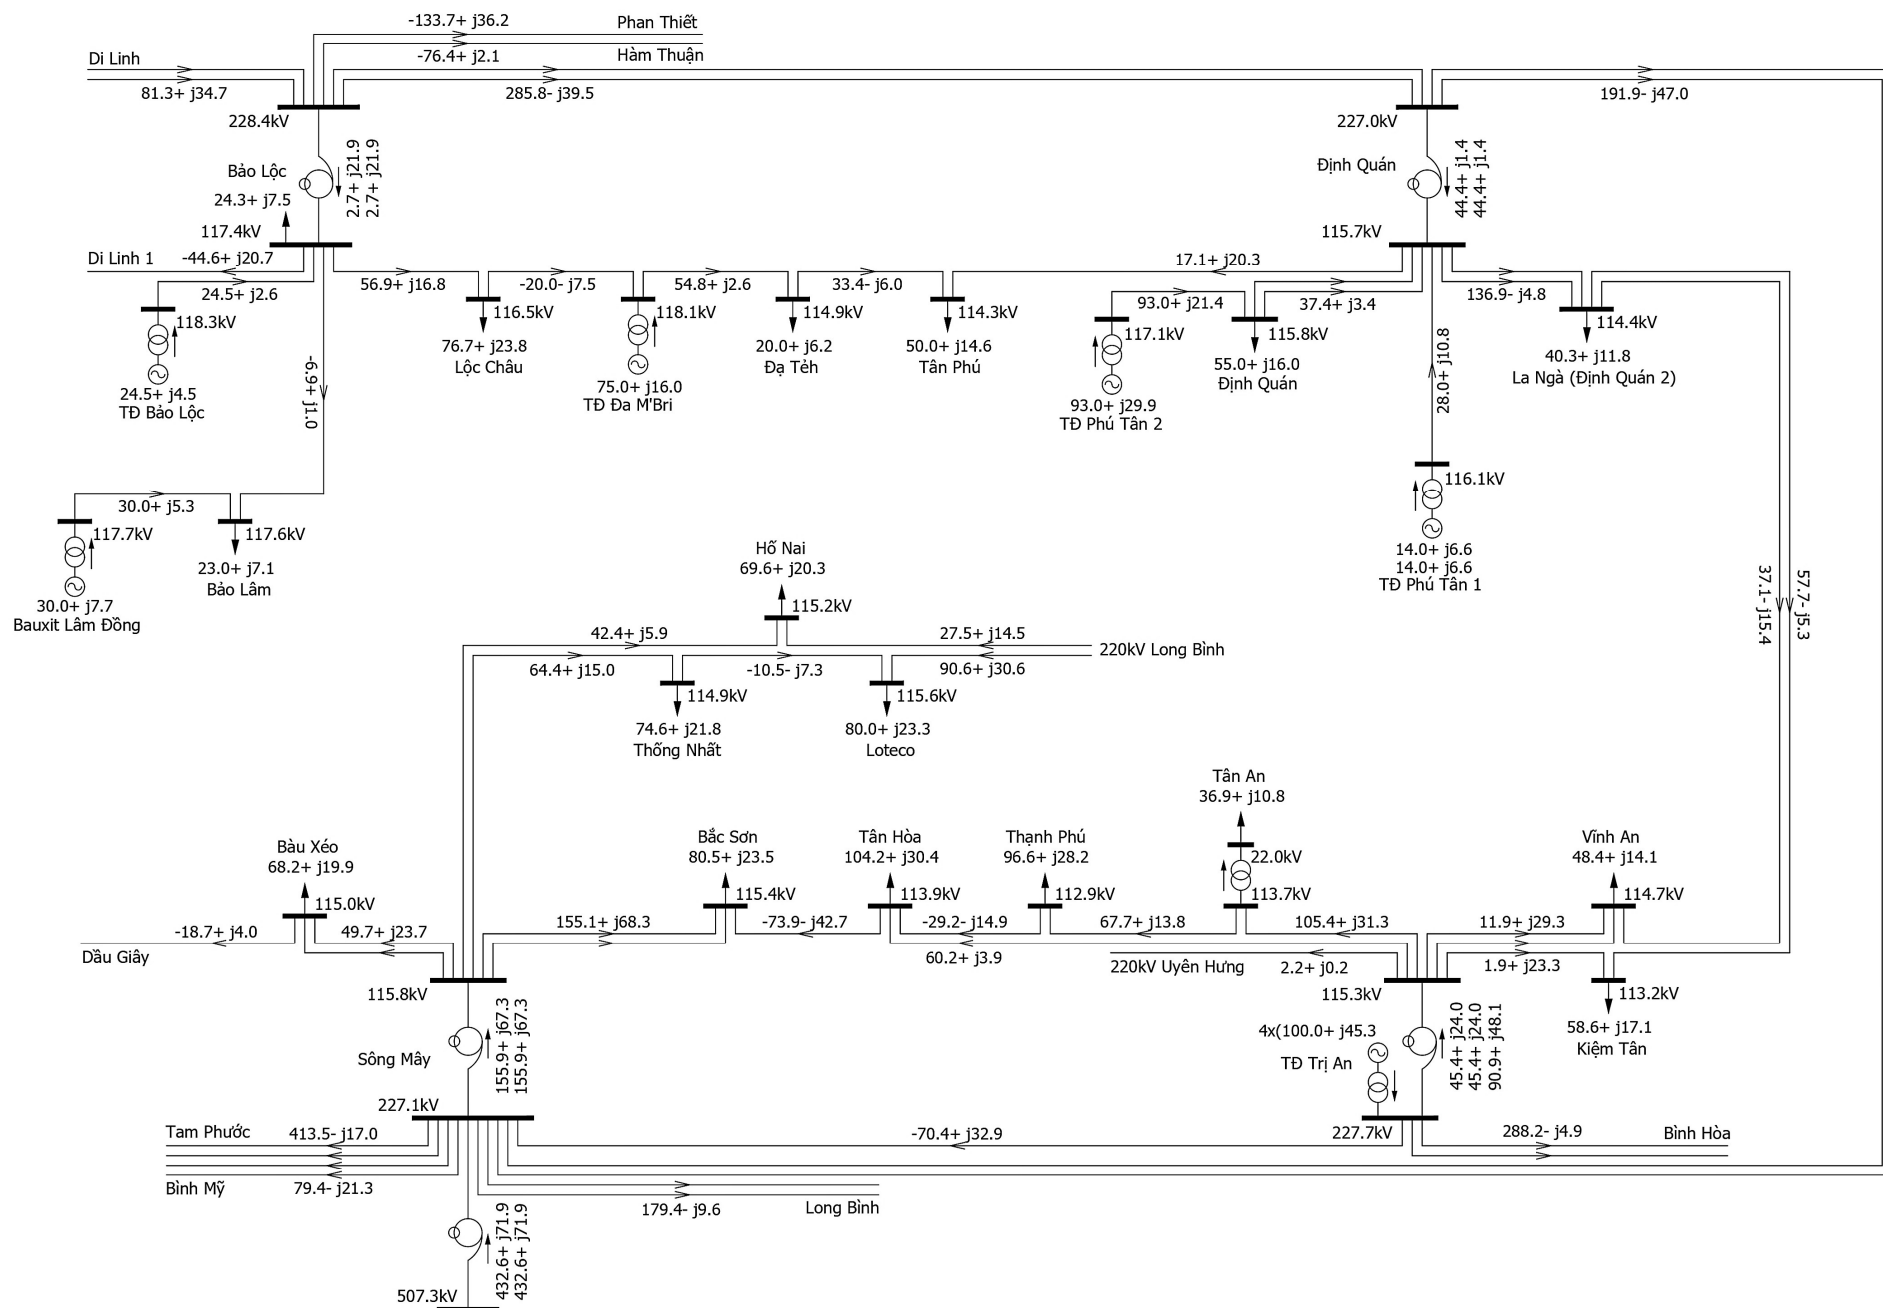 -133.7+ j36.2
Phan Thiết
-76.4+ j2.1
Hàm Thuận
Di Linh
81.3+ j34.7
285.8- j39.5
191.9- j47.0
228.4kV
227.0kV
Bảo Lộc
2.7+ j21.9
2.7+ j21.9
Định Quán
44.4+ j1.4
44.4+ j1.4
24.3+ j7.5
117.4kV
115.7kV
Di Linh 1
-44.6+ j20.7
24.5+ j2.6
56.9+ j16.8
-20.0- j7.5
54.8+ j2.6
33.4- j6.0
17.1+ j20.3
93.0+ j21.4
37.4+ j3.4
136.9- j4.8
118.3kV
116.5kV
118.1kV
114.9kV
114.3kV
117.1kV
115.8kV
114.4kV
24.5+ j4.5
TĐ Bảo Lộc
-6.9+ j1.0
76.7+ j23.8
Lộc Châu
75.0+ j16.0
TĐ Đa M'Bri
20.0+ j6.2
Đạ Tẻh
50.0+ j14.6
Tân Phú
93.0+ j29.9
TĐ Phú Tân 2
55.0+ j16.0
Định Quán
28.0+ j10.8
40.3+ j11.8
La Ngà (Định Quán 2)
116.1kV
14.0+ j6.6
14.0+ j6.6
TĐ Phú Tân 1
30.0+ j5.3
117.7kV
117.6kV
30.0+ j7.7
Bauxit Lâm Đồng
23.0+ j7.1
Bảo Lâm
37.1- j15.4
57.7- j5.3
Hố Nai
69.6+ j20.3
115.2kV
42.4+ j5.9
27.5+ j14.5
220kV Long Bình
64.4+ j15.0
-10.5- j7.3
90.6+ j30.6
114.9kV
115.6kV
74.6+ j21.8
Thống Nhất
80.0+ j23.3
Loteco
Tân An
36.9+ j10.8
22.0kV
113.7kV
Bàu Xéo
68.2+ j19.9
115.0kV
Bắc Sơn
80.5+ j23.5
115.4kV
Tân Hòa
104.2+ j30.4
113.9kV
Thạnh Phú
96.6+ j28.2
112.9kV
Vĩnh An
48.4+ j14.1
114.7kV
-18.7+ j4.0
Dầu Giây
49.7+ j23.7
155.1+ j68.3
-73.9- j42.7
-29.2- j14.9
67.7+ j13.8
105.4+ j31.3
11.9+ j29.3
60.2+ j3.9
220kV Uyên Hưng
2.2+ j0.2
1.9+ j23.3
115.8kV
115.3kV
113.2kV
58.6+ j17.1
Kiệm Tân
Sông Mây
155.9+ j67.3
155.9+ j67.3
4x(100.0+ j45.3
TĐ Trị An
45.4+ j24.0
45.4+ j24.0
90.9+ j48.1
227.1kV
227.7kV
Tam Phước
413.5- j17.0
-70.4+ j32.9
288.2- j4.9
Bình Hòa
Bình Mỹ
79.4- j21.3
179.4- j9.6
Long Bình
432.6+ j71.9
432.6+ j71.9
507.3kV